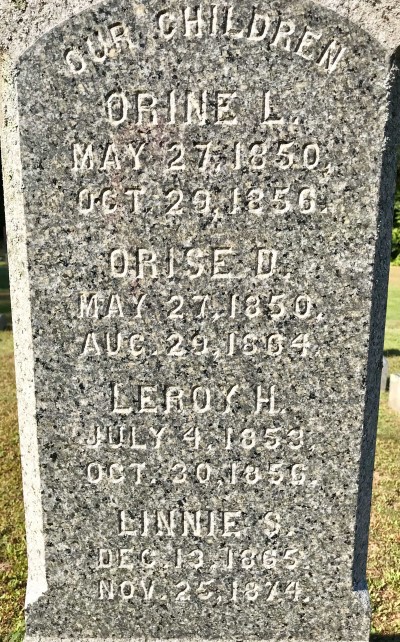 OUR CHILDREN
ORINE L.
MAY 27, 1850,
OCT. 29, 1856.
ORISE D.
MAY 27, 1850,
AUG. 29, 1864.
LEROY H.
JULY 4, 1853,
OCT. 30, 1856.
LINNIE S.
DEC. 13, 1865
NOV. 25, 1874.